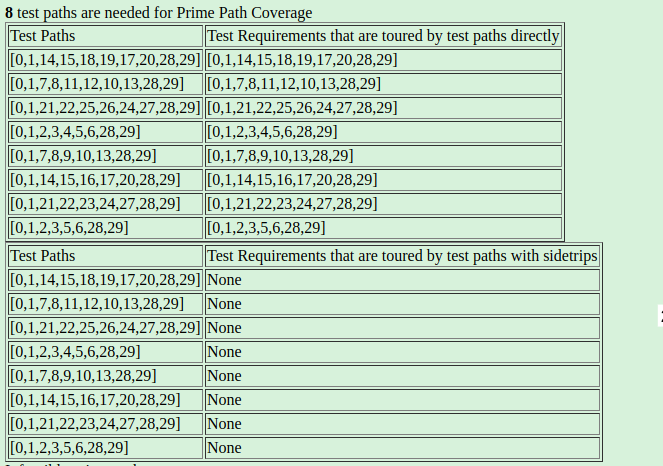 8 test paths are needed for Prime Path Coverage
Test Paths Test Requirements that are toured by test paths directly
[0,1,14,15,18,19,17,20,28,29] [0,1,14,15,18,19,17,20,28,29]
[0,1,7,8,11,12,10,13,28,29] [0,1,7,8,11,12,10,13,28,29]
[0,1,21,22,25,26,24,27,28,29] [0,1,21,22,25,26,24,27,28,29]
[0,1,2,3,4,5,6,28,29] [0,1,2,3,4,5,6,28,29]
[0,1,7,8,9,10,13,28,29] [0,1,7,8,9,10,13,28,29]
[0,1,14,15,16,17,20,28,29] [0,1,14,15,16,17,20,28,29]
[0,1,21,22,23,24,27,28,29] [0,1,21,22,23,24,27,28,29]
[0,1,2,3,5,6,28,29] [0,1,2,3,5,6,28,29]
Test Paths Test Requirements that are toured by test paths with sidetrips
[0,1,14,15,18,19,17,20,28,29] None
[0,1,7,8,11,12,10,13,28,29] None
[0,1,21,22,25,26,24,27,28,29] None
[0,1,2,3,4,5,6,28,29] None
[0,1,7,8,9,10,13,28,29] None
[0,1,14,15,16,17,20,28,29] None
[0,1,21,22,23,24,27,28,29] None
[0,1,2,3,5,6,28,29] None